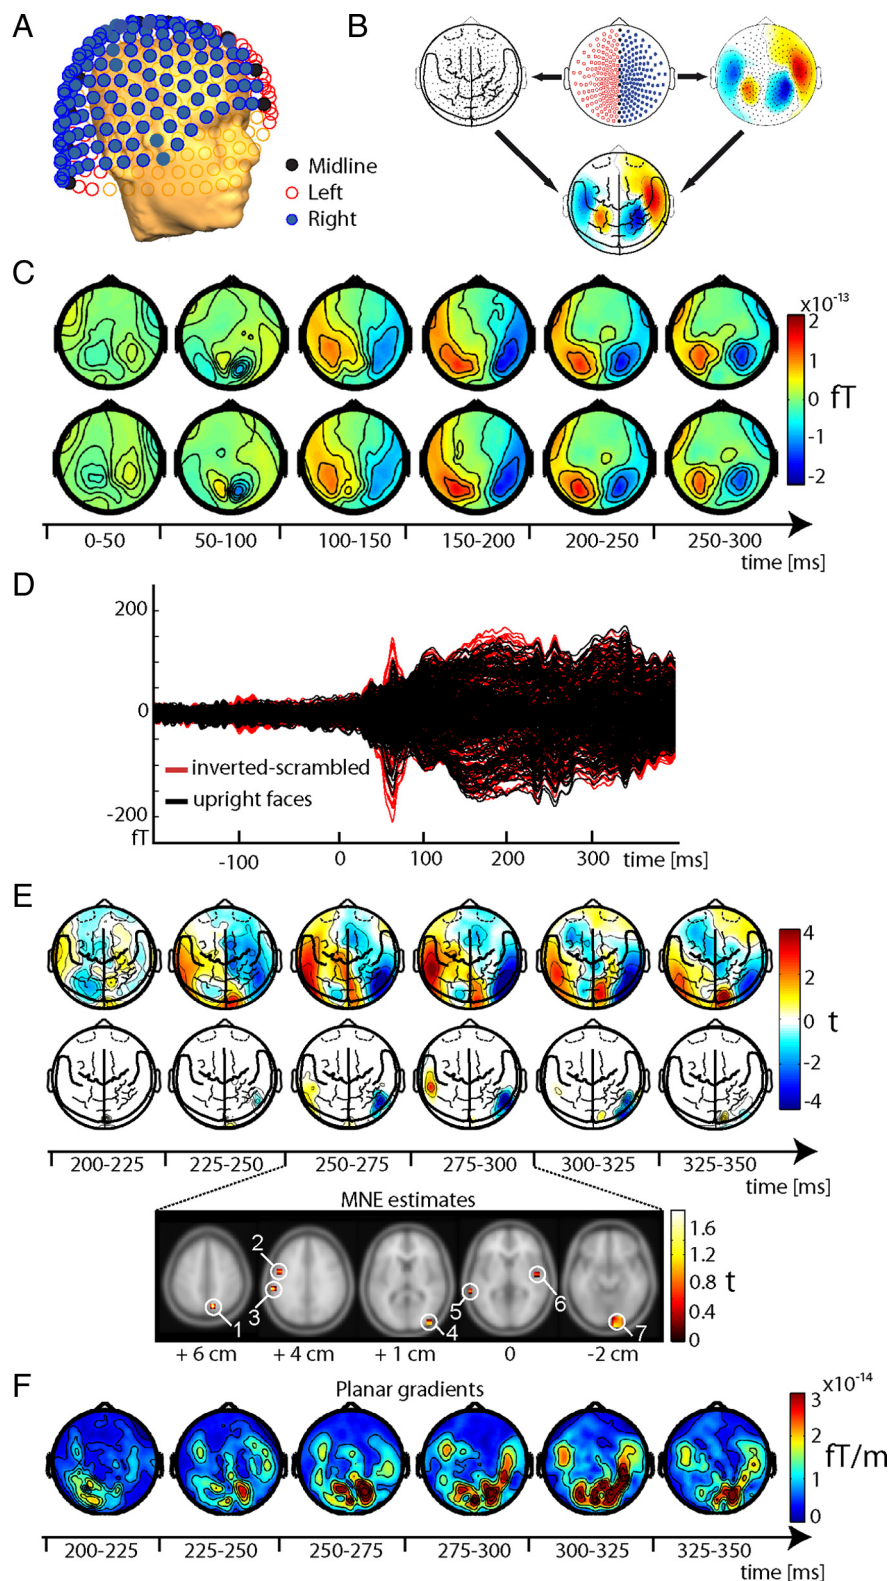 A
B
Midline
Left
Right
C
x10⁻¹³
2
1
0
-1
-2
fT
0-50 50-100 100-150 150-200 200-250 250-300
time [ms]
D
200
0
-200
fT
inverted-scrambled
upright faces
-100 0 100 200 300 time [ms]
E
4
2
0
-2
-4
t
200-225 225-250 250-275 275-300 300-325 325-350
time [ms]
MNE estimates
1.6
1.2
0.8
0.4
0
t
2
3
1
4
5
6
7
+ 6 cm + 4 cm + 1 cm 0 -2 cm
F
Planar gradients
x10⁻¹⁴
3
2
1
0
fT/m
200-225 225-250 250-275 275-300 300-325 325-350
time [ms]